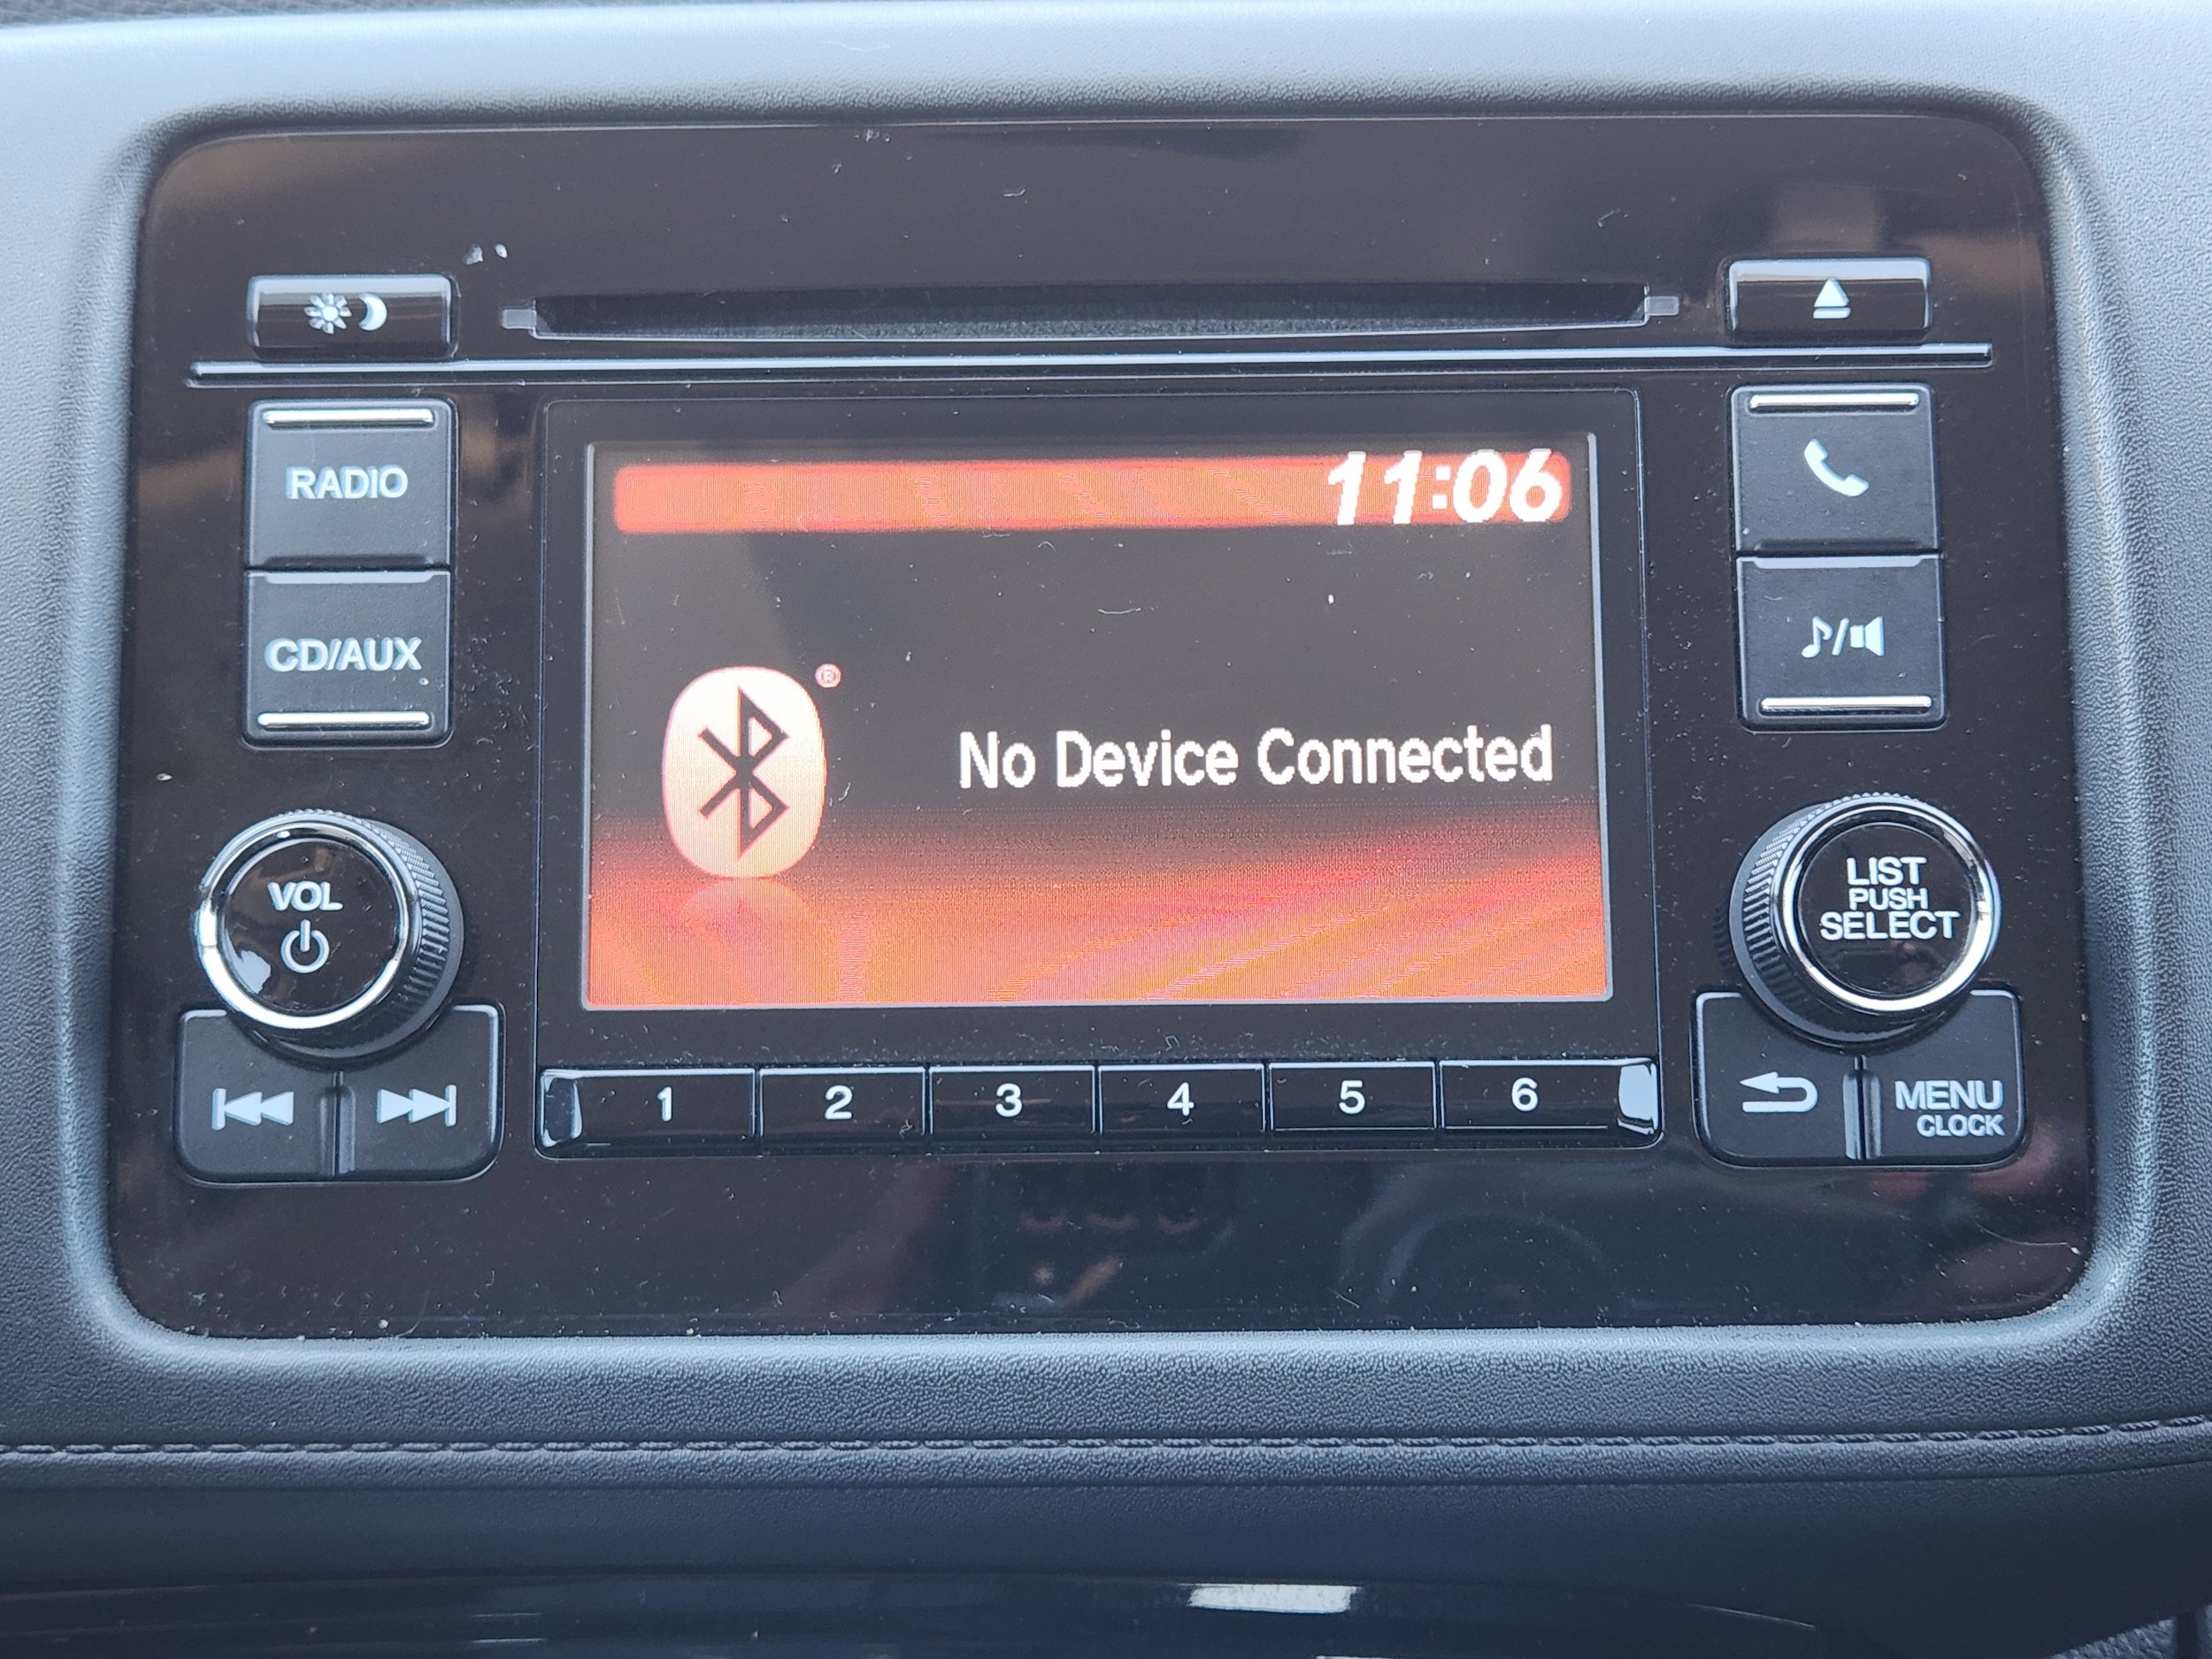 RADIO
11:06
CD/AUX
®
No Device Connected
VOL
LIST
PUSH
SELECT
1 2 3 4 5 6
MENU
CLOCK